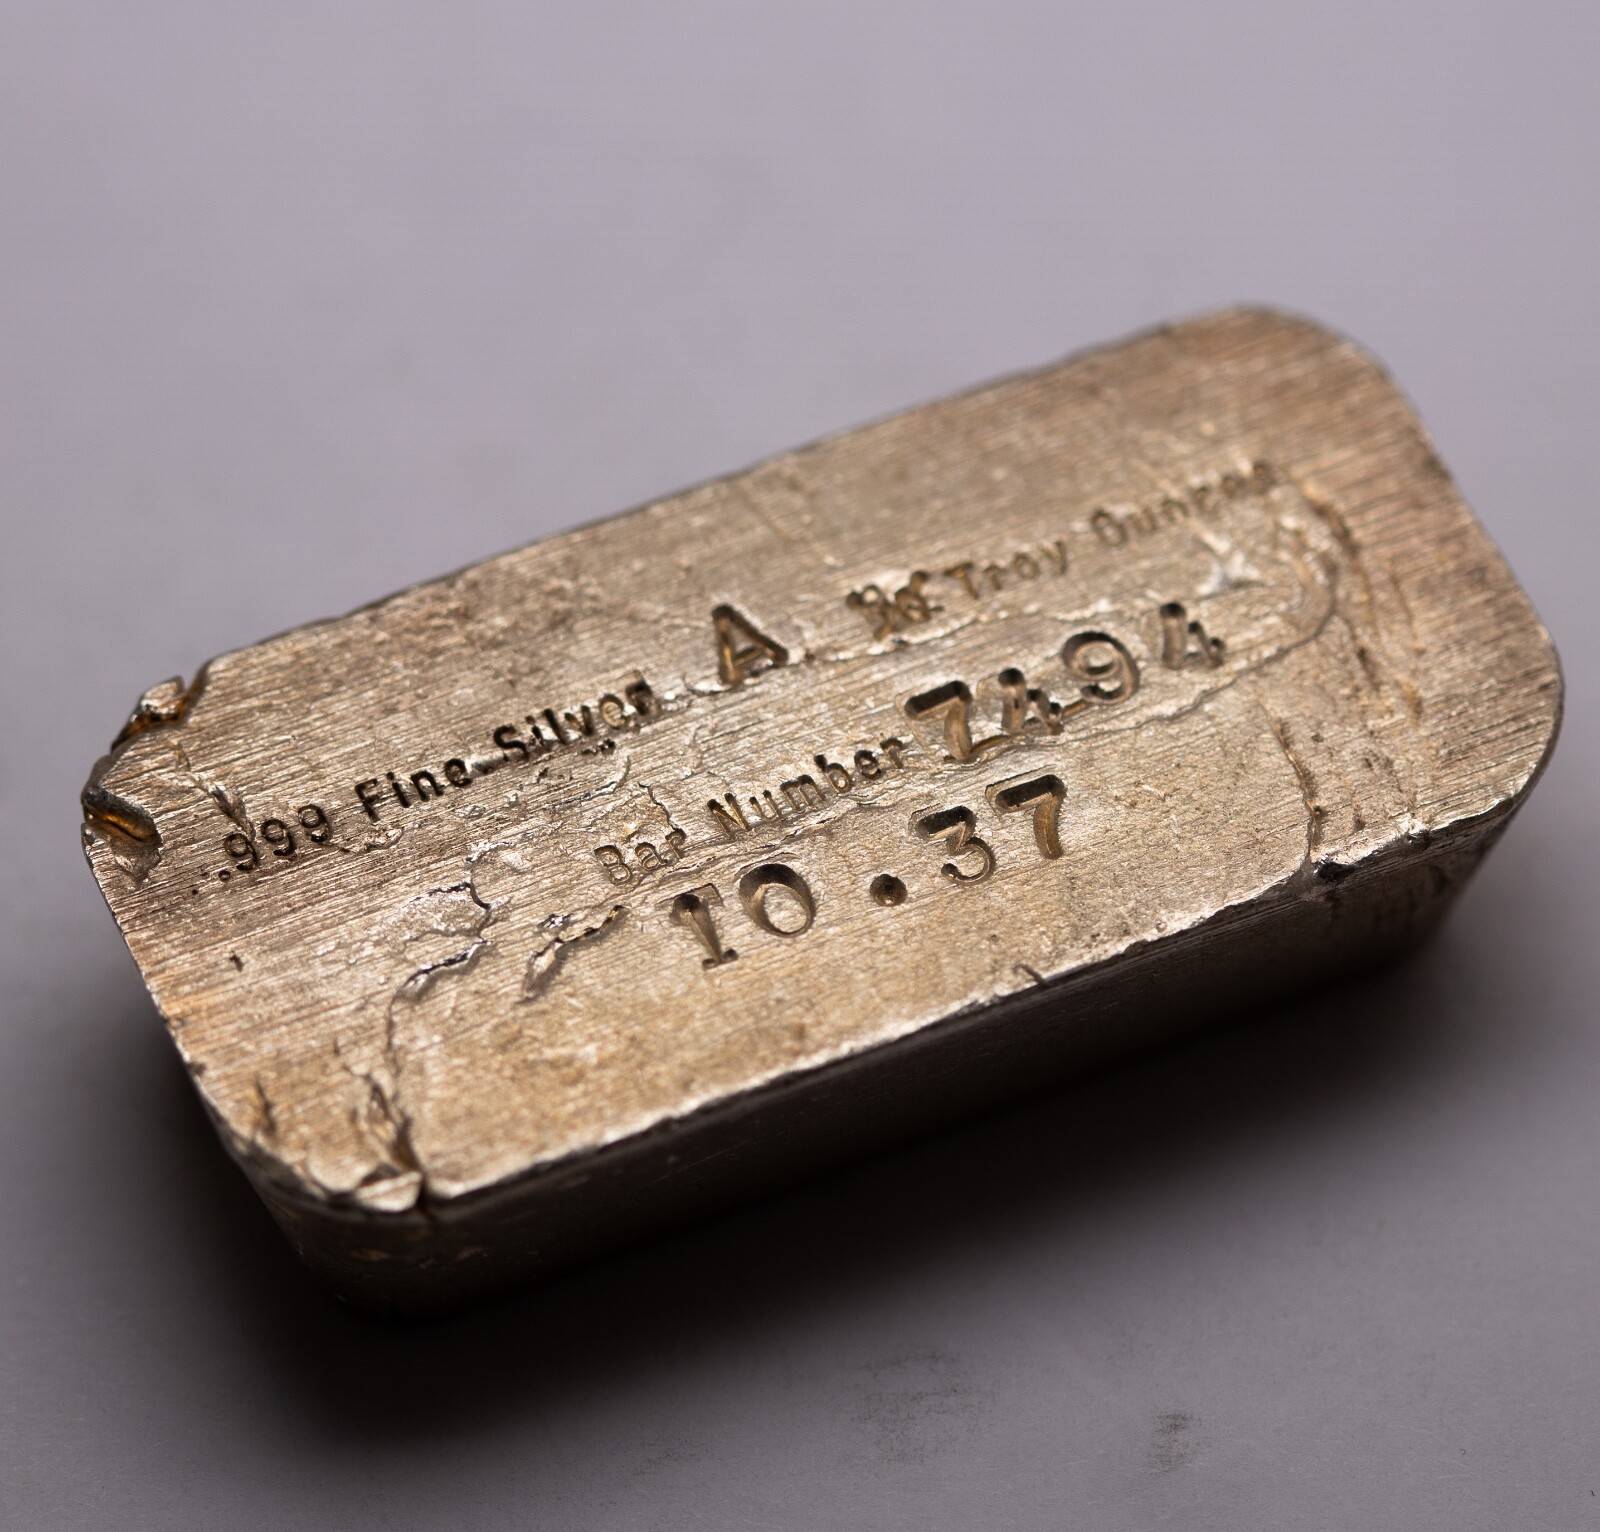 .999 Fine Silver A Troy Ounces
Bar Number 7494
10.37